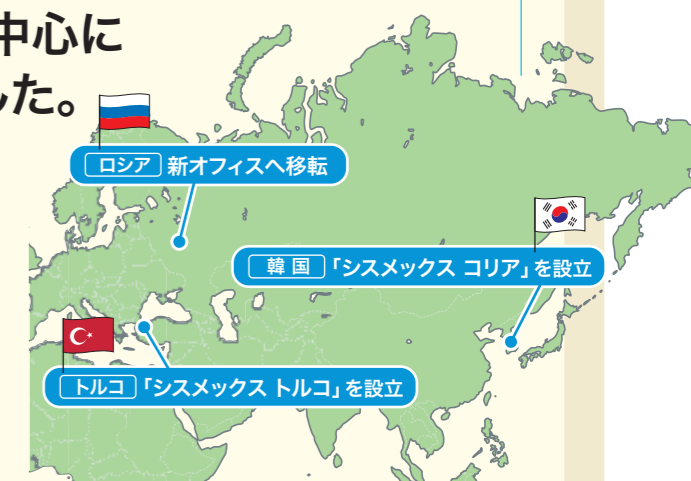 中心に
した。
ロシア 新オフィスへ移転
韓 国 「シスメックス コリア」を設立
トルコ 「シスメックス トルコ」を設立